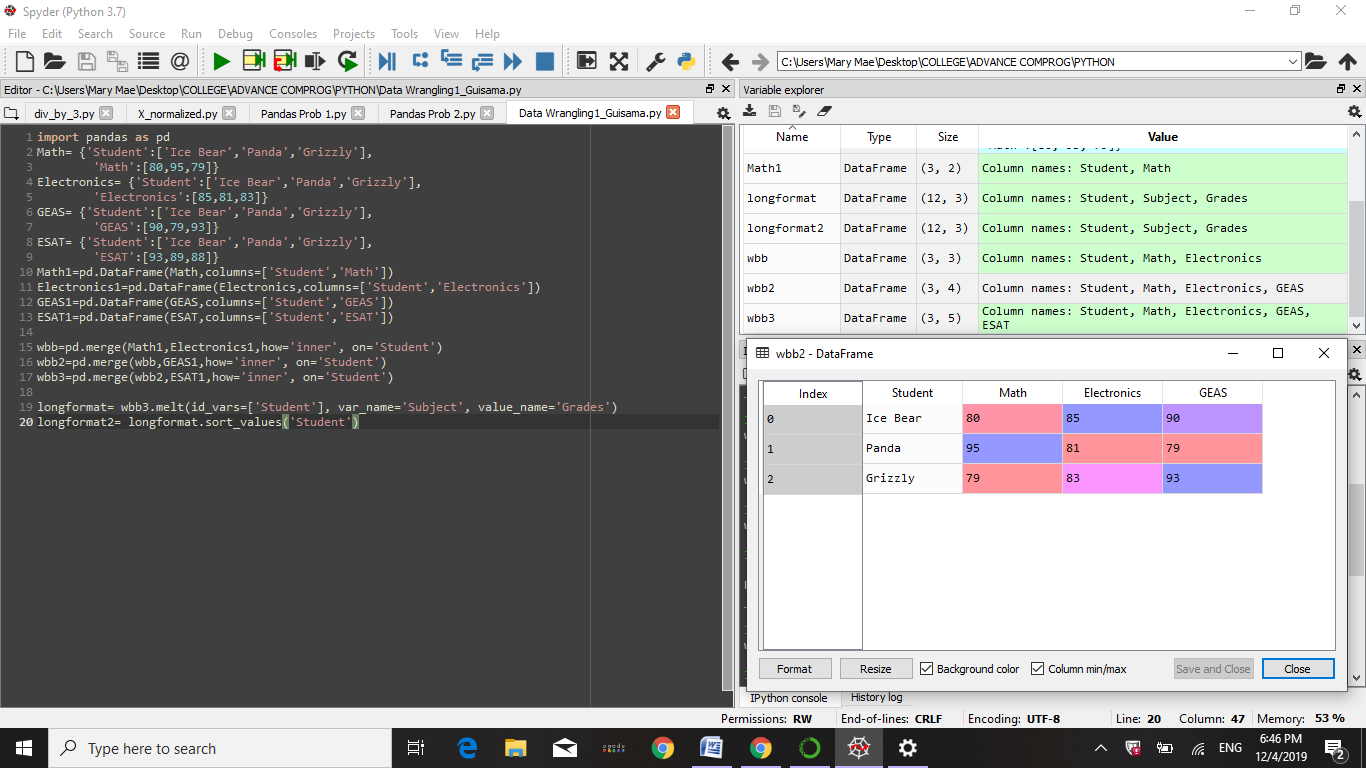 Spyder (Python 3.7)
File Edit Search Source Run Debug Consoles Projects Tools View Help
C:\Users\Mary Mae\Desktop\COLLEGE\ADVANCE COMPROG\PYTHON
Editor - C:\Users\Mary Mae\Desktop\COLLEGE\ADVANCE COMPROG\PYTHON\Data Wrangling1_Guisama.py
div_by_3.py X_normalized.py Pandas Prob 1.py Pandas Prob 2.py Data Wrangling1_Guisama.py
1 import pandas as pd
2 Math= {'Student':['Ice Bear','Panda','Grizzly'],
3 'Math':[80,95,79]}
4 Electronics= {'Student':['Ice Bear','Panda','Grizzly'],
5 'Electronics':[85,81,83]}
6 GEAS= {'Student':['Ice Bear','Panda','Grizzly'],
7 'GEAS':[90,79,93]}
8 ESAT= {'Student':['Ice Bear','Panda','Grizzly'],
9 'ESAT':[93,89,88]}
10 Math1=pd.DataFrame(Math,columns=['Student','Math'])
11 Electronics1=pd.DataFrame(Electronics,columns=['Student','Electronics'])
12 GEAS1=pd.DataFrame(GEAS,columns=['Student','GEAS'])
13 ESAT1=pd.DataFrame(ESAT,columns=['Student','ESAT'])
14
15 wbb=pd.merge(Math1,Electronics1,how='inner', on='Student')
16 wbb2=pd.merge(wbb,GEAS1,how='inner', on='Student')
17 wbb3=pd.merge(wbb2,ESAT1,how='inner', on='Student')
18
19 longformat= wbb3.melt(id_vars=['Student'], var_name='Subject', value_name='Grades')
20 longformat2= longformat.sort_values('Student')
Variable explorer
Name Type Size Value
Math1 DataFrame (3, 2) Column names: Student, Math
longformat DataFrame (12, 3) Column names: Student, Subject, Grades
longformat2 DataFrame (12, 3) Column names: Student, Subject, Grades
wbb DataFrame (3, 3) Column names: Student, Math, Electronics
wbb2 DataFrame (3, 4) Column names: Student, Math, Electronics, GEAS
wbb3 DataFrame (3, 5) Column names: Student, Math, Electronics, GEAS,
ESAT
wbb2 - DataFrame
Index Student Math Electronics GEAS
0 Ice Bear 80 85 90
1 Panda 95 81 79
2 Grizzly 79 83 93
Format Resize Background color Column min/max Save and Close Close
IPython console History log
Permissions: RW End-of-lines: CRLF Encoding: UTF-8 Line: 20 Column: 47 Memory: 53 %
Type here to search
ENG
6:46 PM
12/4/2019
2